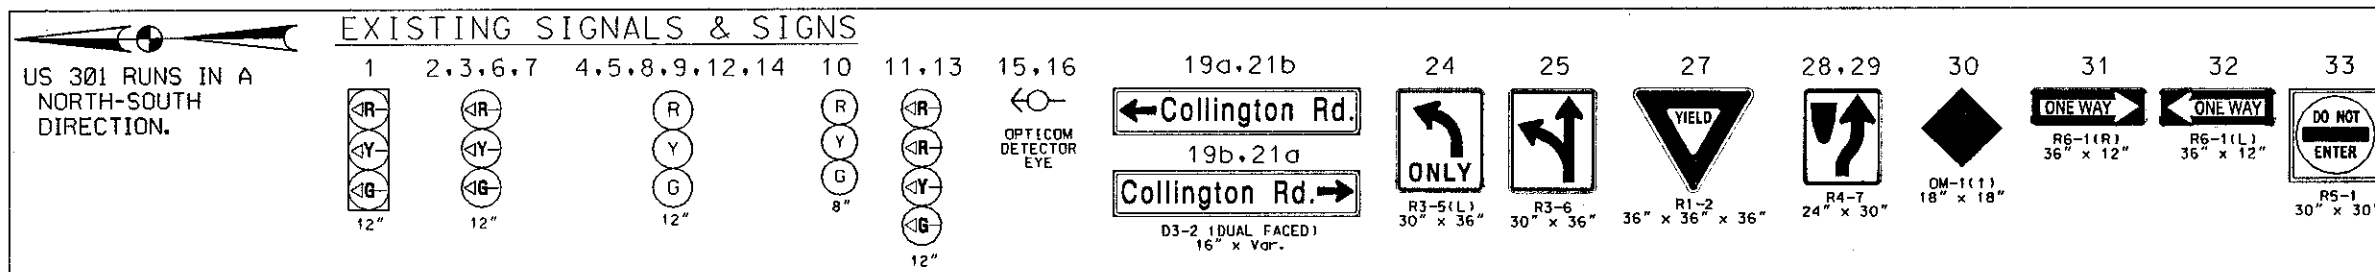 EXISTING SIGNALS & SIGNS
US 301 RUNS IN A
NORTH-SOUTH
DIRECTION.
1
R
Y
G
12"
2,3,6,7
R
Y
G
12"
4,5,8,9,12,14
R
Y
G
12"
10
R
Y
G
8"
11,13
R
R
Y
G
12"
15,16
OPTICOM
DETECTOR
EYE
19a,21b
Collington Rd.
19b,21a
Collington Rd.
D3-2 (DUAL FACED)
16" x Var.
24
ONLY
R3-5(L)
30" x 36"
25
R3-6
30" x 36"
27
YIELD
R1-2
36" x 36" x 36"
28,29
R4-7
24" x 30"
30
OM-1(1)
18" x 18"
31
ONE WAY
R6-1(R)
36" x 12"
32
ONE WAY
R6-1(L)
36" x 12"
33
DO NOT
ENTER
R5-1
30" x 30"